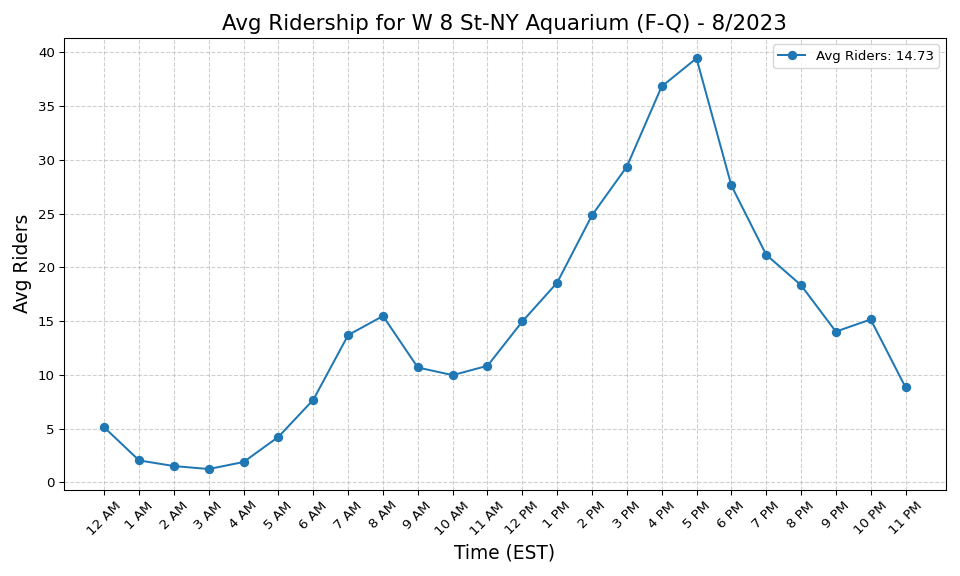 Avg Ridership for W 8 St-NY Aquarium (F-Q) - 8/2023
Avg Riders: 14.73
Avg Riders
40
35
30
25
20
15
10
5
0
12 AM
1 AM
2 AM
3 AM
4 AM
5 AM
6 AM
7 AM
8 AM
9 AM
10 AM
11 AM
12 PM
1 PM
2 PM
3 PM
4 PM
5 PM
6 PM
7 PM
8 PM
9 PM
10 PM
11 PM
Time (EST)